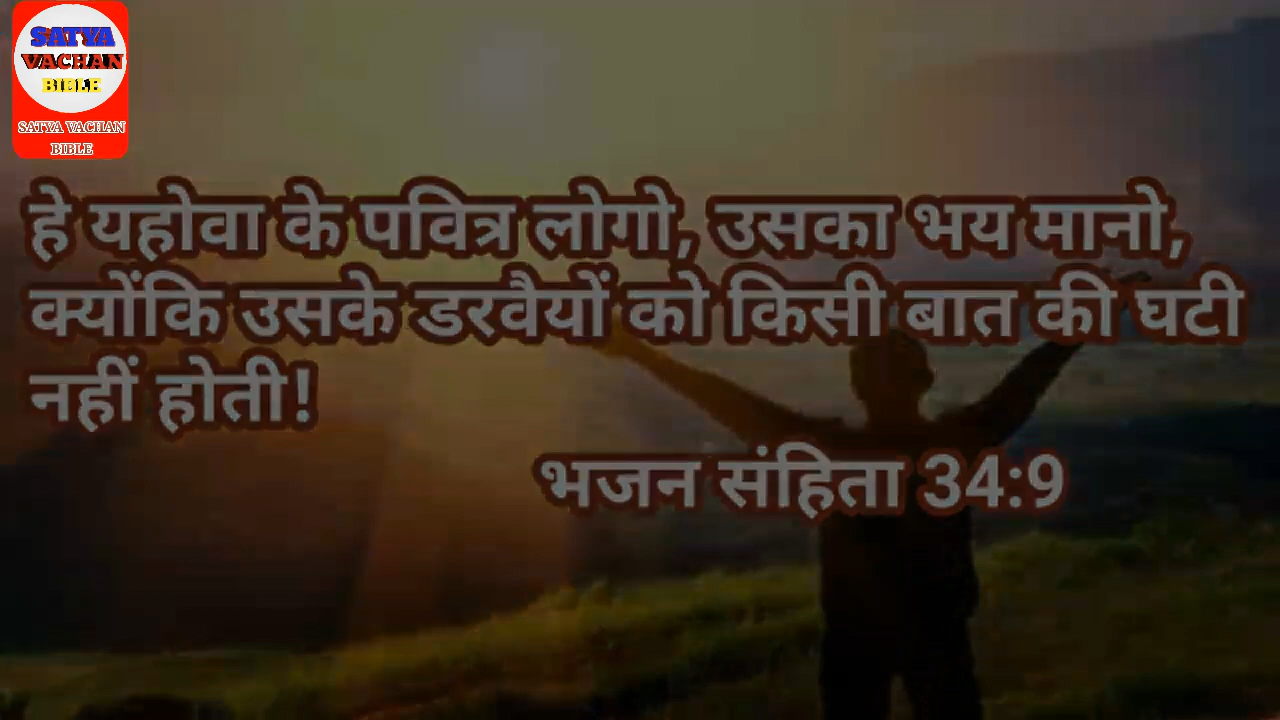 SATYA
VACHAN
BIBLE
SATYA VACHAN
BIBLE
हे यहोवा के पवित्र लोगो, उसका भय मानो,
क्योंकि उसके डरवैयों को किसी बात की घटी
नहीं होती!
भजन संहिता 34:9